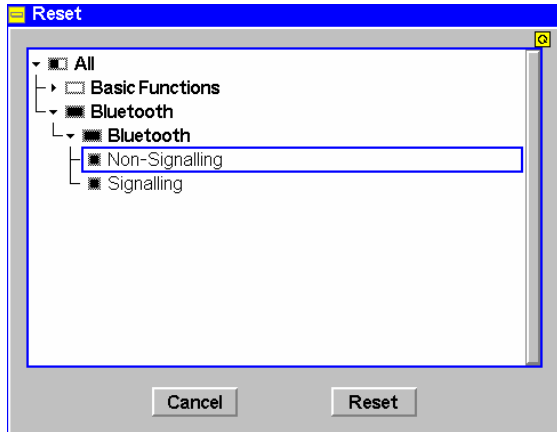 Reset
All
Basic Functions
Bluetooth
Bluetooth
Non-Signalling
Signalling
Cancel Reset